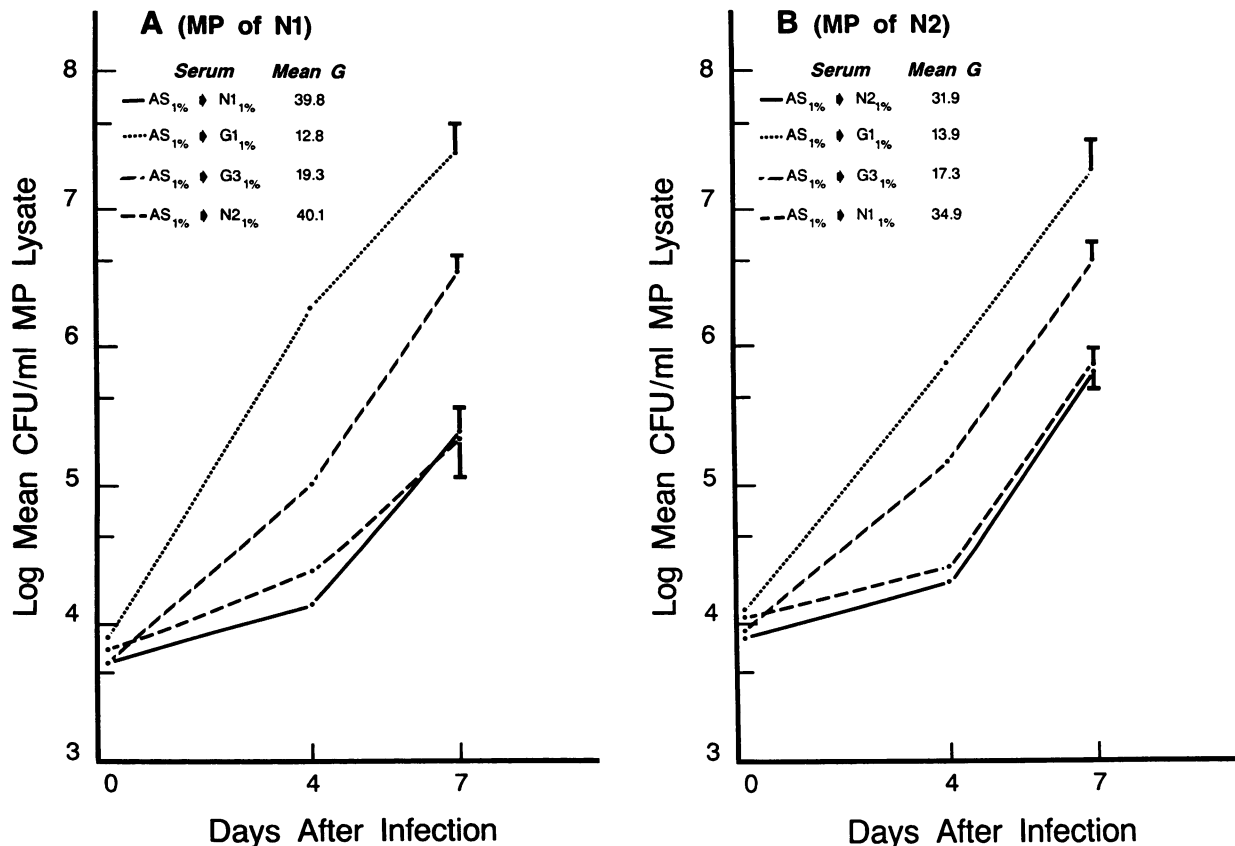 A (MP of N1)
Serum Mean G
AS1% ➧ N11% 39.8
AS1% ➧ G11% 12.8
AS1% ➧ G31% 19.3
AS1% ➧ N21% 40.1
Log Mean CFU/ml MP Lysate
8
7
6
5
4
3
0 4 7
Days After Infection
B (MP of N2)
Serum Mean G
AS1% ➧ N21% 31.9
AS1% ➧ G11% 13.9
AS1% ➧ G31% 17.3
AS1% ➧ N11% 34.9
Log Mean CFU/ml MP Lysate
8
7
6
5
4
3
0 4 7
Days After Infection